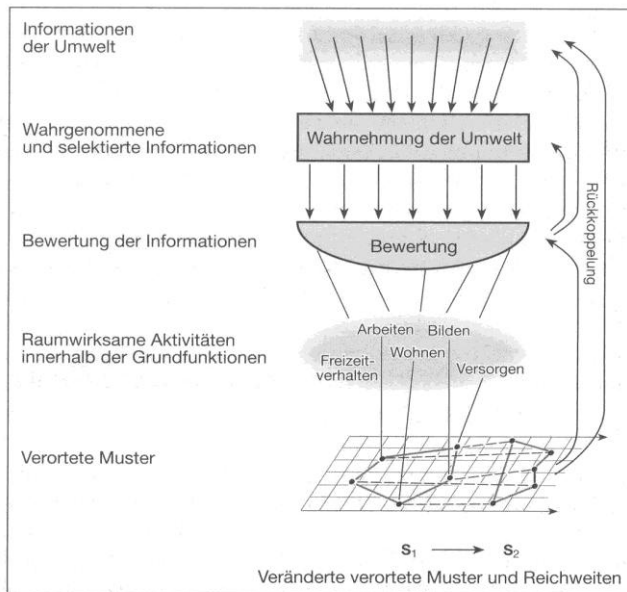 Informationen
der Umwelt
Wahrgenommene
und selektierte Informationen
Wahrnehmung der Umwelt
Bewertung der Informationen
Bewertung
Rückkoppelung
Raumwirksame Aktivitäten
innerhalb der Grundfunktionen
Arbeiten
Bilden
Wohnen
Freizeit-
verhalten
Versorgen
Verortete Muster
S₁
S₂
Veränderte verortete Muster und Reichweiten